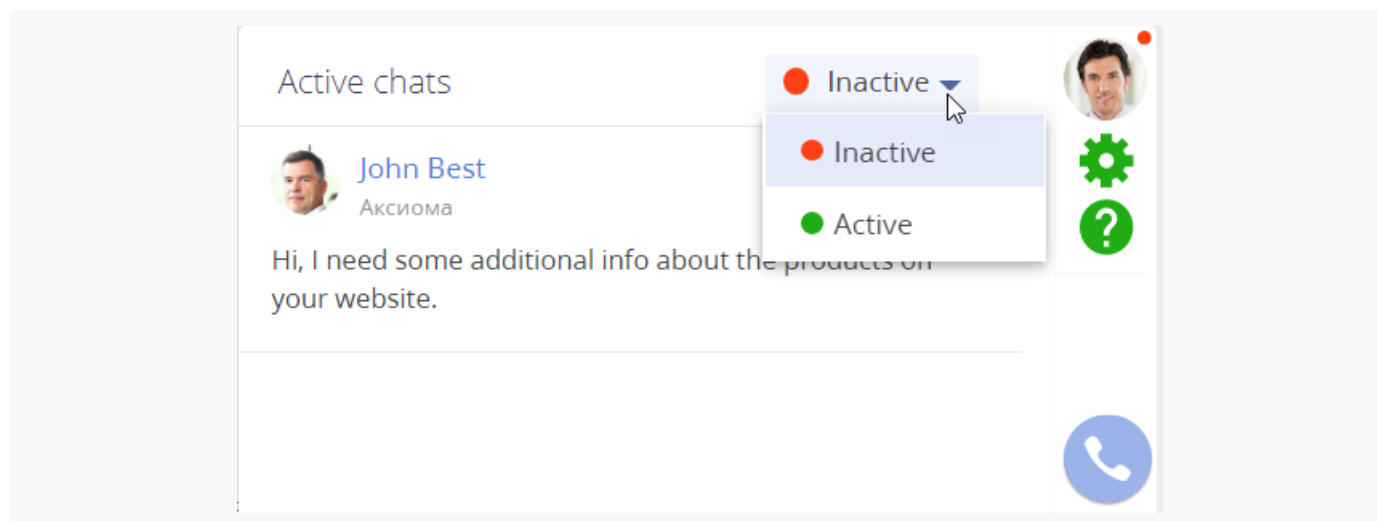 Active chats
Inactive
Inactive
Active
John Best
Аксиома
Hi, I need some additional info about the products on
your website.
?